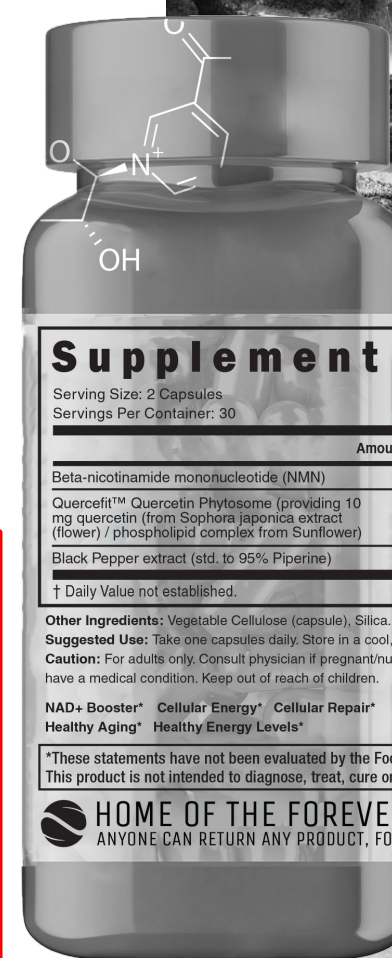 O
O
N+
OH
Supplement
Serving Size: 2 Capsules
Servings Per Container: 30
Amou
Beta-nicotinamide mononucleotide (NMN)
Quercefit™ Quercetin Phytosome (providing 10
mg quercetin (from Sophora japonica extract
(flower) / phospholipid complex from Sunflower)
Black Pepper extract (std. to 95% Piperine)
† Daily Value not established.
Other Ingredients: Vegetable Cellulose (capsule), Silica.
Suggested Use: Take one capsules daily. Store in a cool,
Caution: For adults only. Consult physician if pregnant/nu
have a medical condition. Keep out of reach of children.
NAD+ Booster* Cellular Energy* Cellular Repair*
Healthy Aging* Healthy Energy Levels*
*These statements have not been evaluated by the Foo
This product is not intended to diagnose, treat, cure or
HOME OF THE FOREVE
ANYONE CAN RETURN ANY PRODUCT, FO